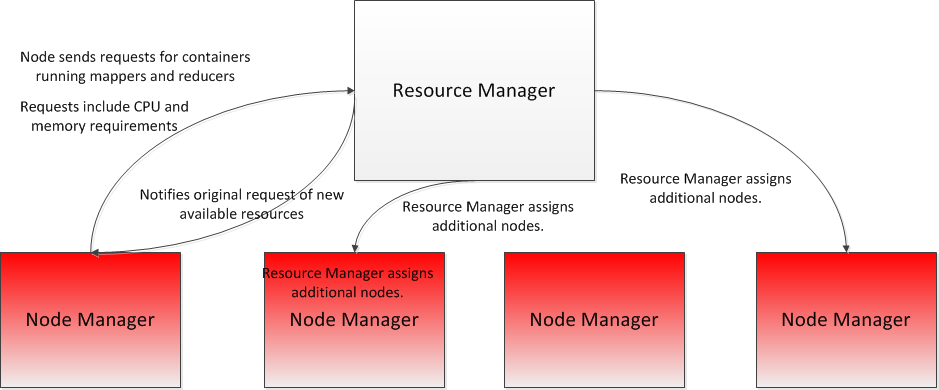 Node sends requests for containers
running mappers and reducers
Requests include CPU and
memory requirements
Resource Manager
Notifies original request of new
available resources
Resource Manager assigns
additional nodes.
Resource Manager assigns
additional nodes.
Resource Manager assigns
additional nodes.
Node Manager
Node Manager
Node Manager
Node Manager